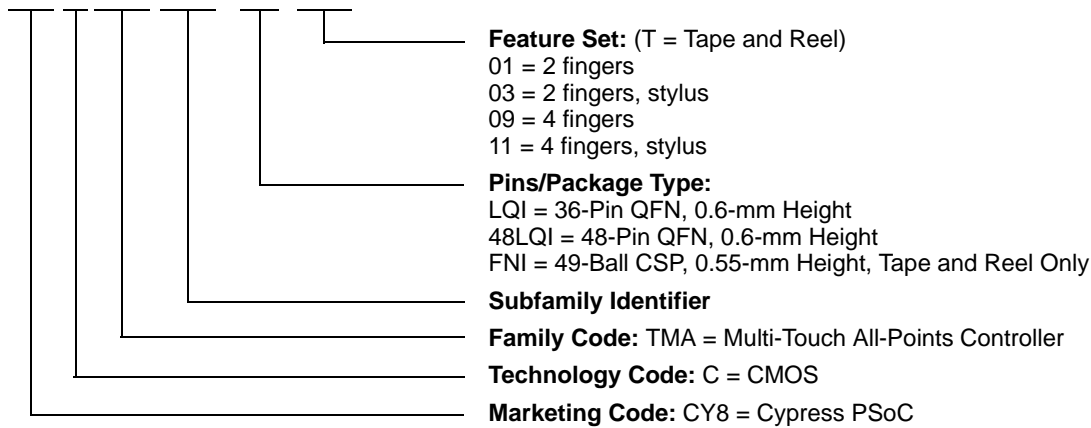 Feature Set: (T = Tape and Reel)
01 = 2 fingers
03 = 2 fingers, stylus
09 = 4 fingers
11 = 4 fingers, stylus
Pins/Package Type:
LQI = 36-Pin QFN, 0.6-mm Height
48LQI = 48-Pin QFN, 0.6-mm Height
FNI = 49-Ball CSP, 0.55-mm Height, Tape and Reel Only
Subfamily Identifier
Family Code: TMA = Multi-Touch All-Points Controller
Technology Code: C = CMOS
Marketing Code: CY8 = Cypress PSoC